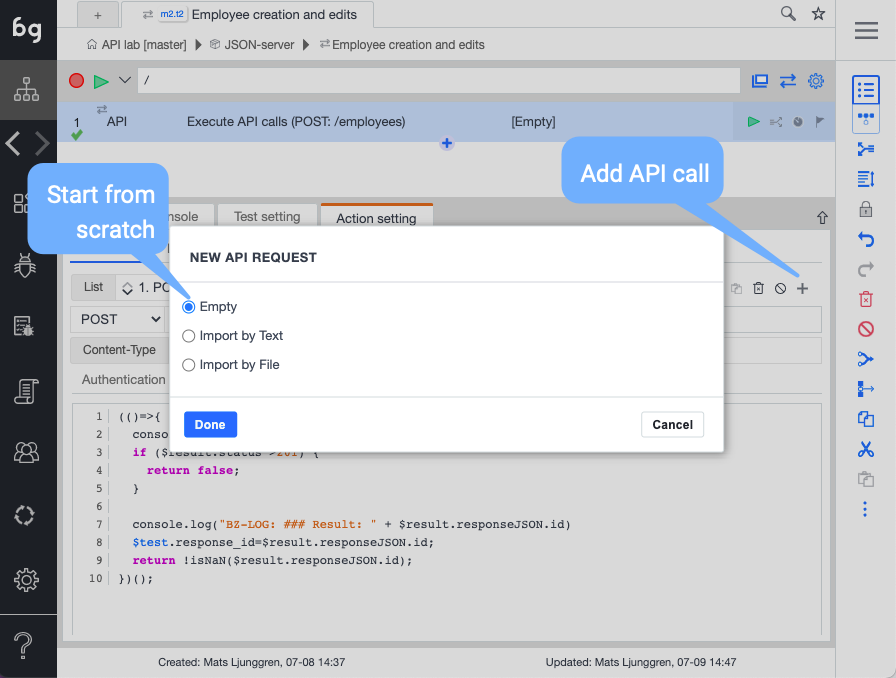 bg
+
m2.t2 Employee creation and edits
API lab [master] JSON-server Employee creation and edits
/
1 API Execute API calls (POST: /employees) [Empty]
Add API call
Start from
scratch
Test setting Action setting
NEW API REQUEST
List 1.
Empty
POST
Import by Text
Content-Type
Import by File
Authentication
Done Cancel
1 (()=>{
2
3 if ($result.status >201) {
4 return false;
5 }
6
7 console.log("BZ-LOG: ### Result: " + $result.responseJSON.id)
8 $test.response_id=$result.responseJSON.id;
9 return !isNaN($result.responseJSON.id);
10 })();
?
Created: Mats Ljunggren, 07-08 14:37 Updated: Mats Ljunggren, 07-09 14:47